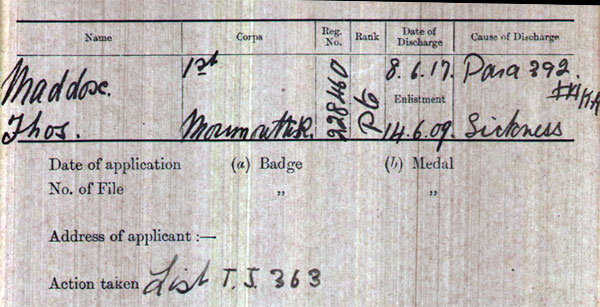 Name Corps Reg. No. Rank Date of Discharge Cause of Discharge
Maddox. 1st 228460 Pte 8.6.17. Para 392.
Enlistment
Thos. Monmouths R. 14.6.09. Sickness
Date of application (a) Badge (b) Medal
No. of File „ „
Address of applicant :—
Action taken List T.J. 363